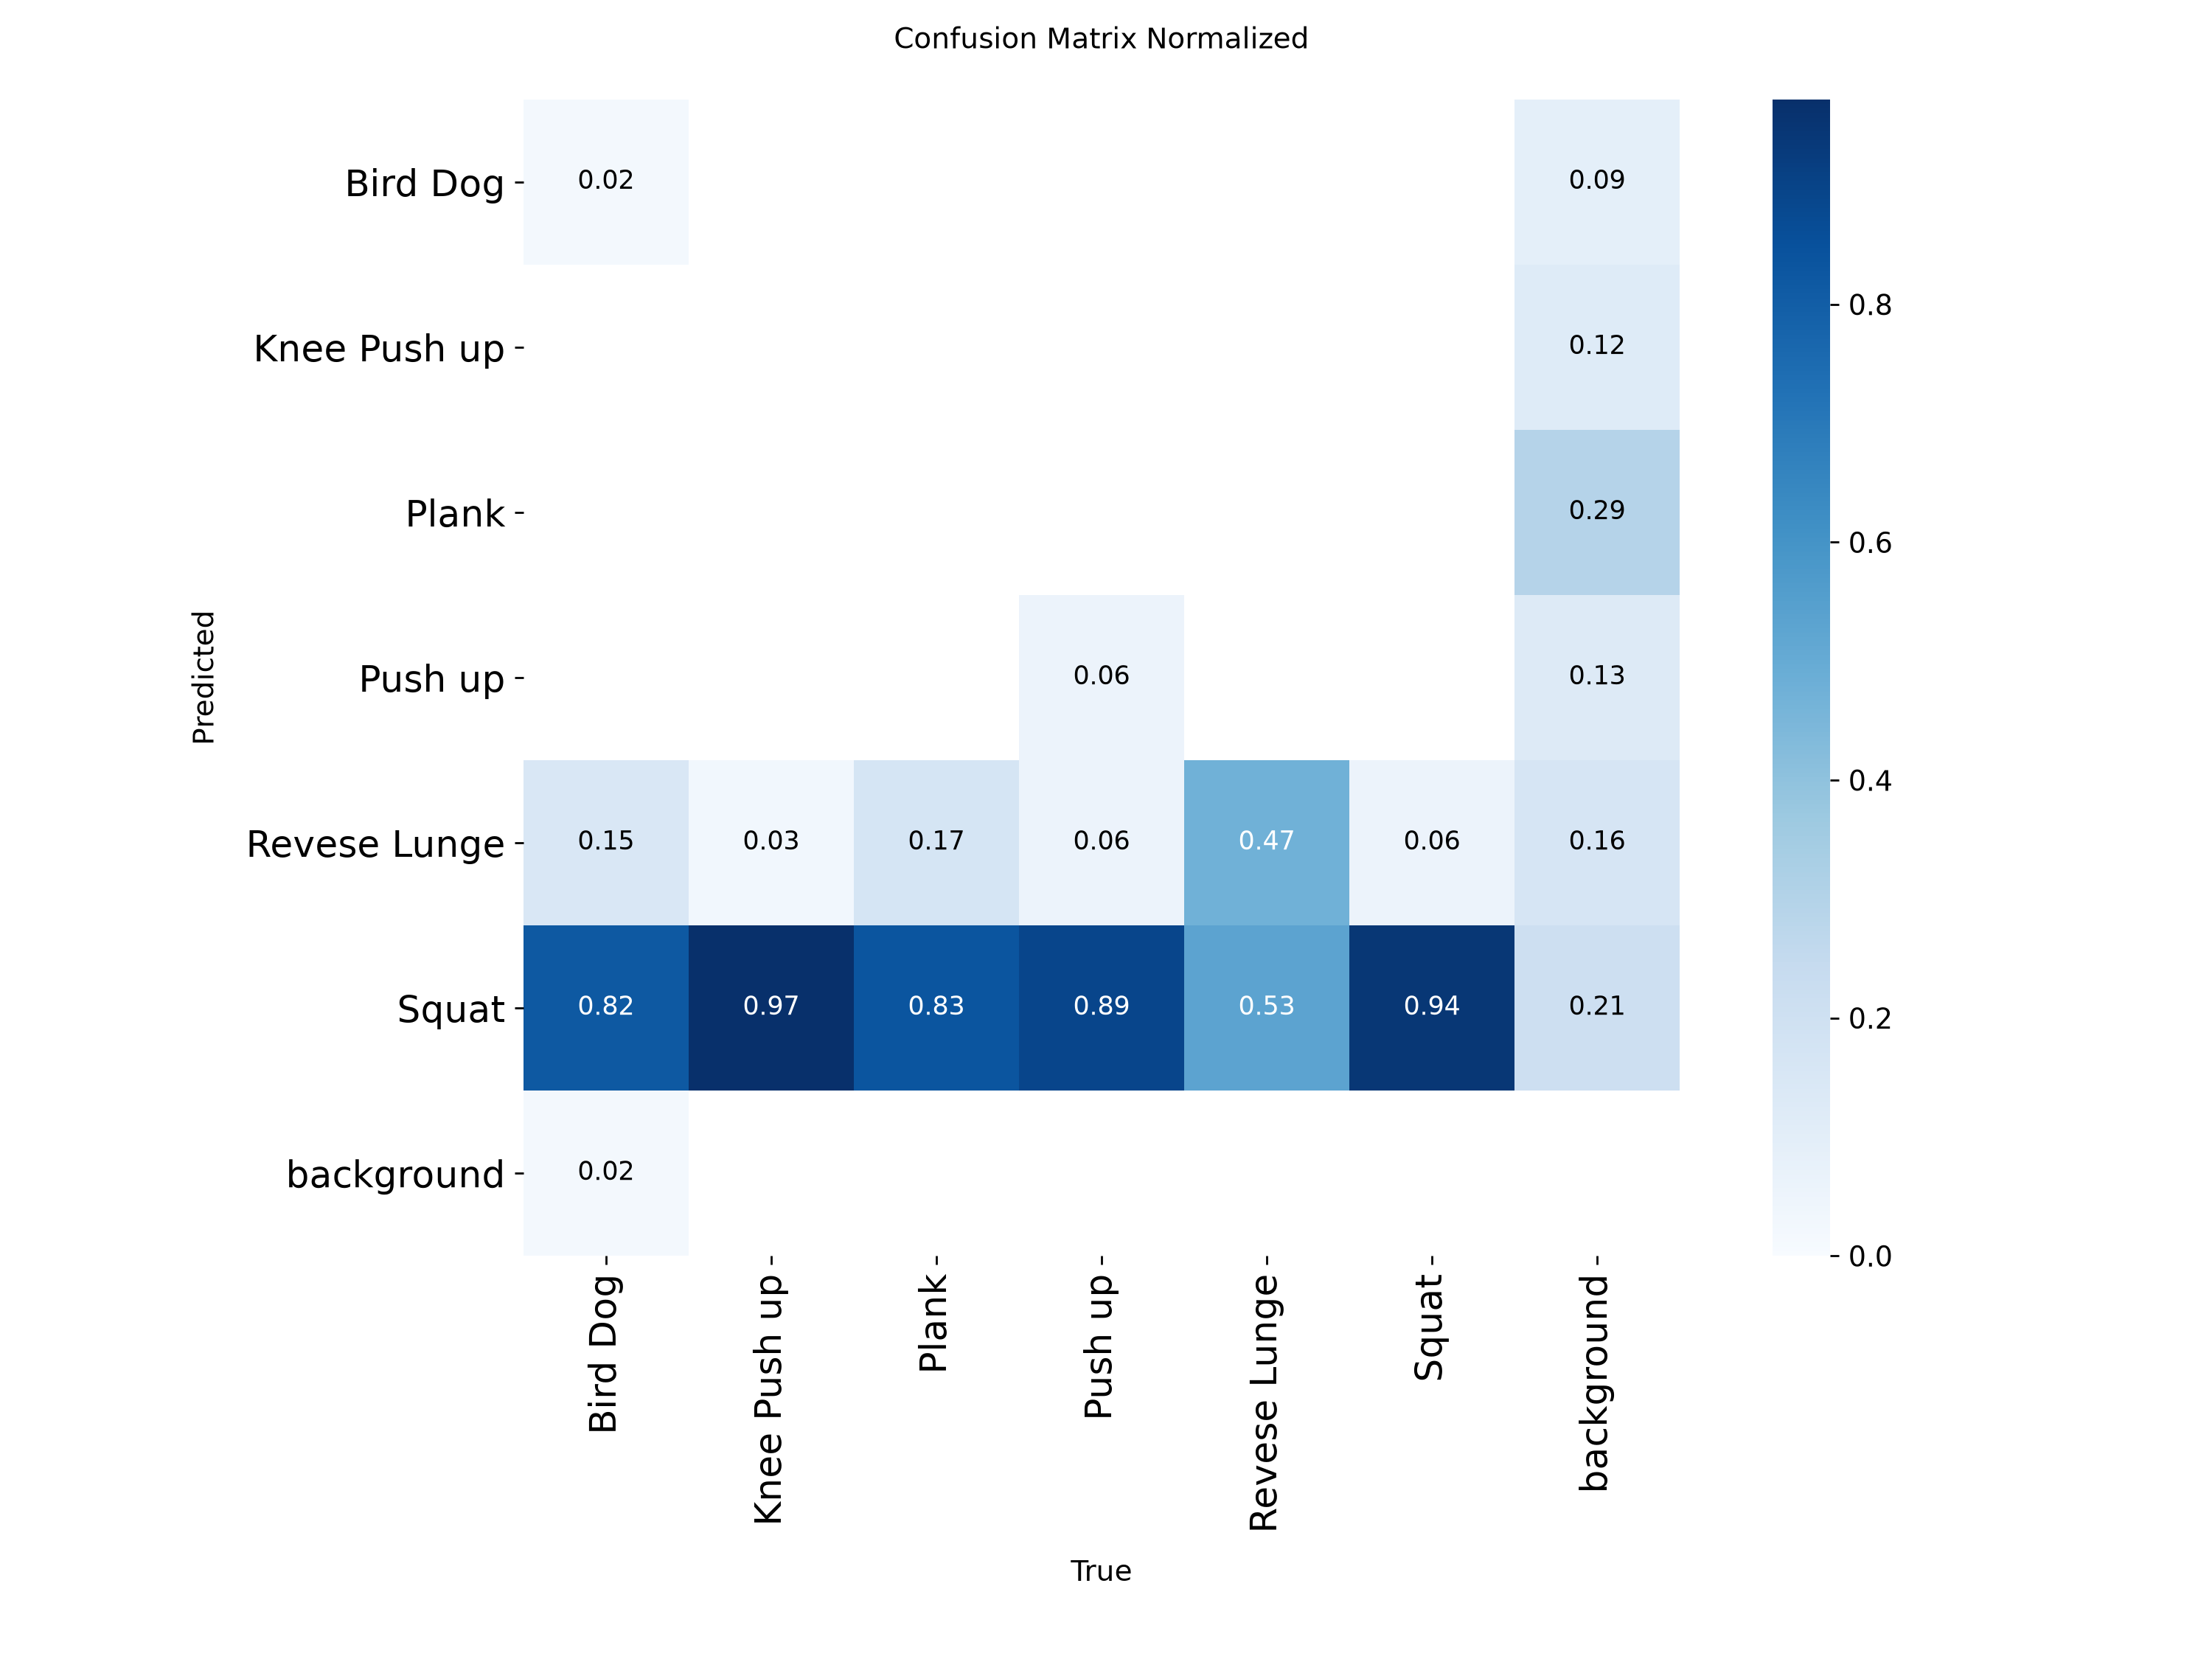 Confusion Matrix Normalized
Bird Dog 0.02 0.09
Knee Push up 0.12
Plank 0.29
Push up 0.06 0.13
Revese Lunge 0.15 0.03 0.17 0.06 0.47 0.06 0.16
Squat 0.82 0.97 0.83 0.89 0.53 0.94 0.21
background 0.02
Predicted
Bird Dog
Knee Push up
Plank
Push up
Revese Lunge
Squat
background
True
0.8
0.6
0.4
0.2
0.0